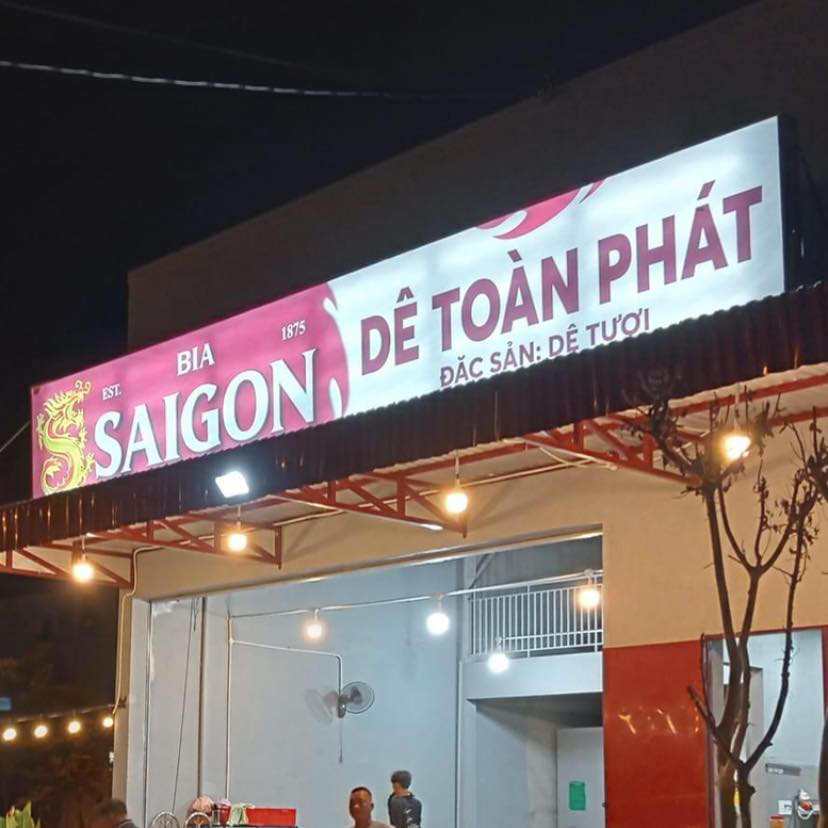 EST.
BIA
1875
SAIGON
DÊ TOÀN PHÁT
ĐẶC SẢN: DÊ TƯƠI